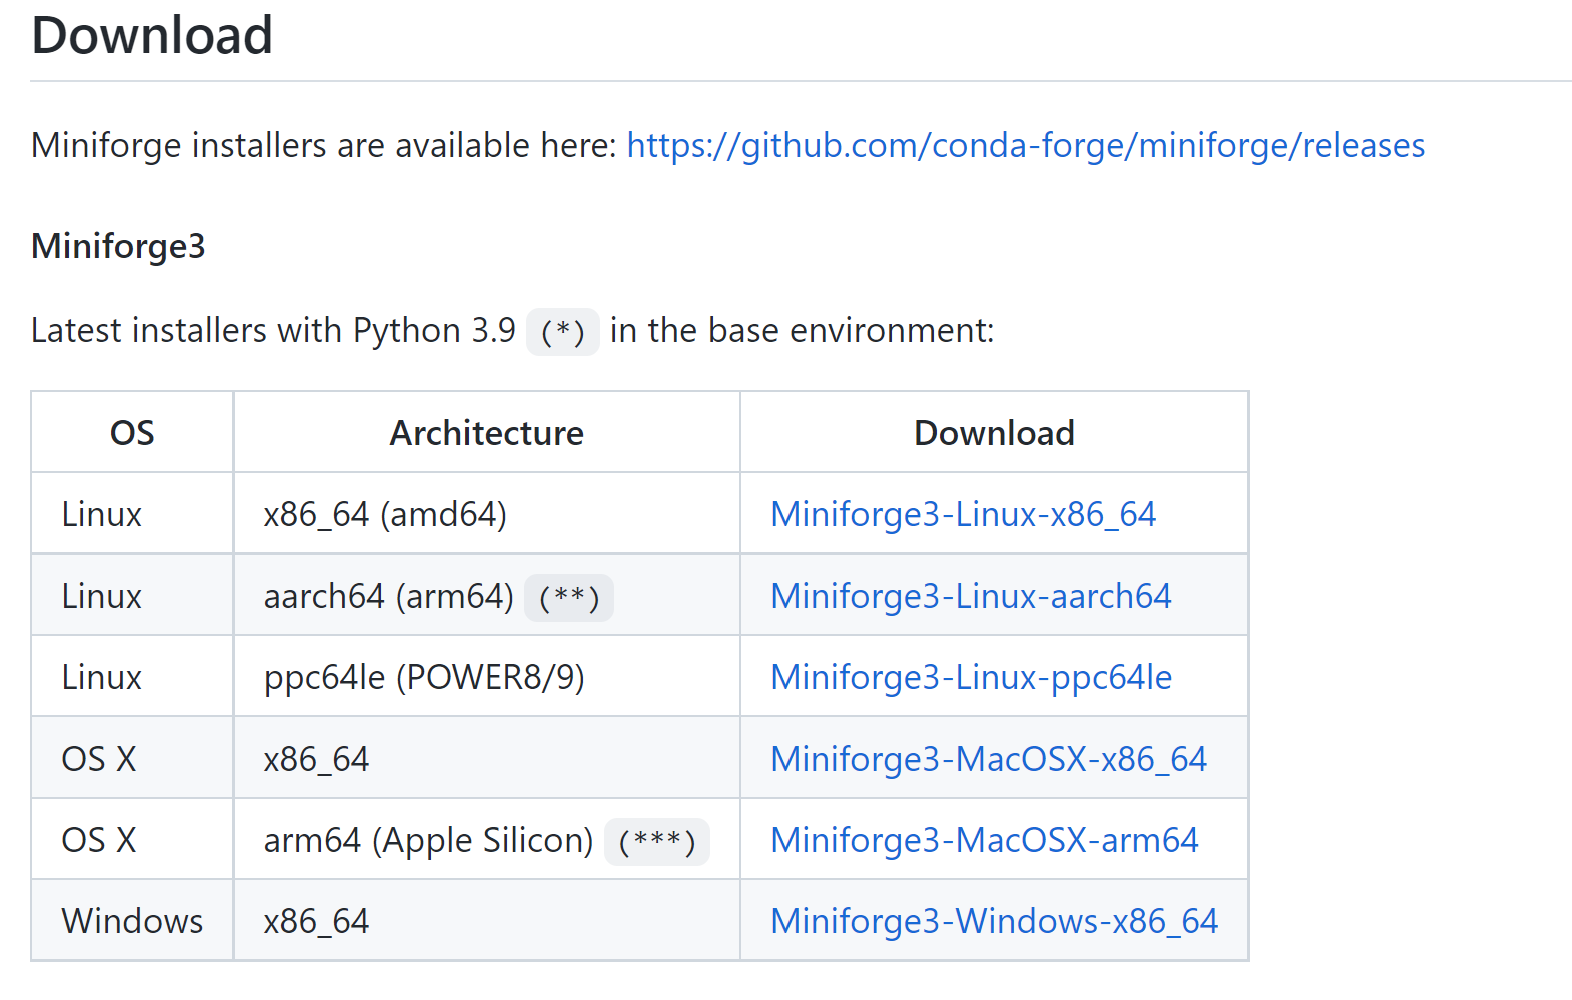 Download
Miniforge installers are available here: https://github.com/conda-forge/miniforge/releases
Miniforge3
Latest installers with Python 3.9 (*) in the base environment:
OS Architecture Download
Linux x86_64 (amd64) Miniforge3-Linux-x86_64
Linux aarch64 (arm64) (**) Miniforge3-Linux-aarch64
Linux ppc64le (POWER8/9) Miniforge3-Linux-ppc64le
OS X x86_64 Miniforge3-MacOSX-x86_64
OS X arm64 (Apple Silicon) (***) Miniforge3-MacOSX-arm64
Windows x86_64 Miniforge3-Windows-x86_64